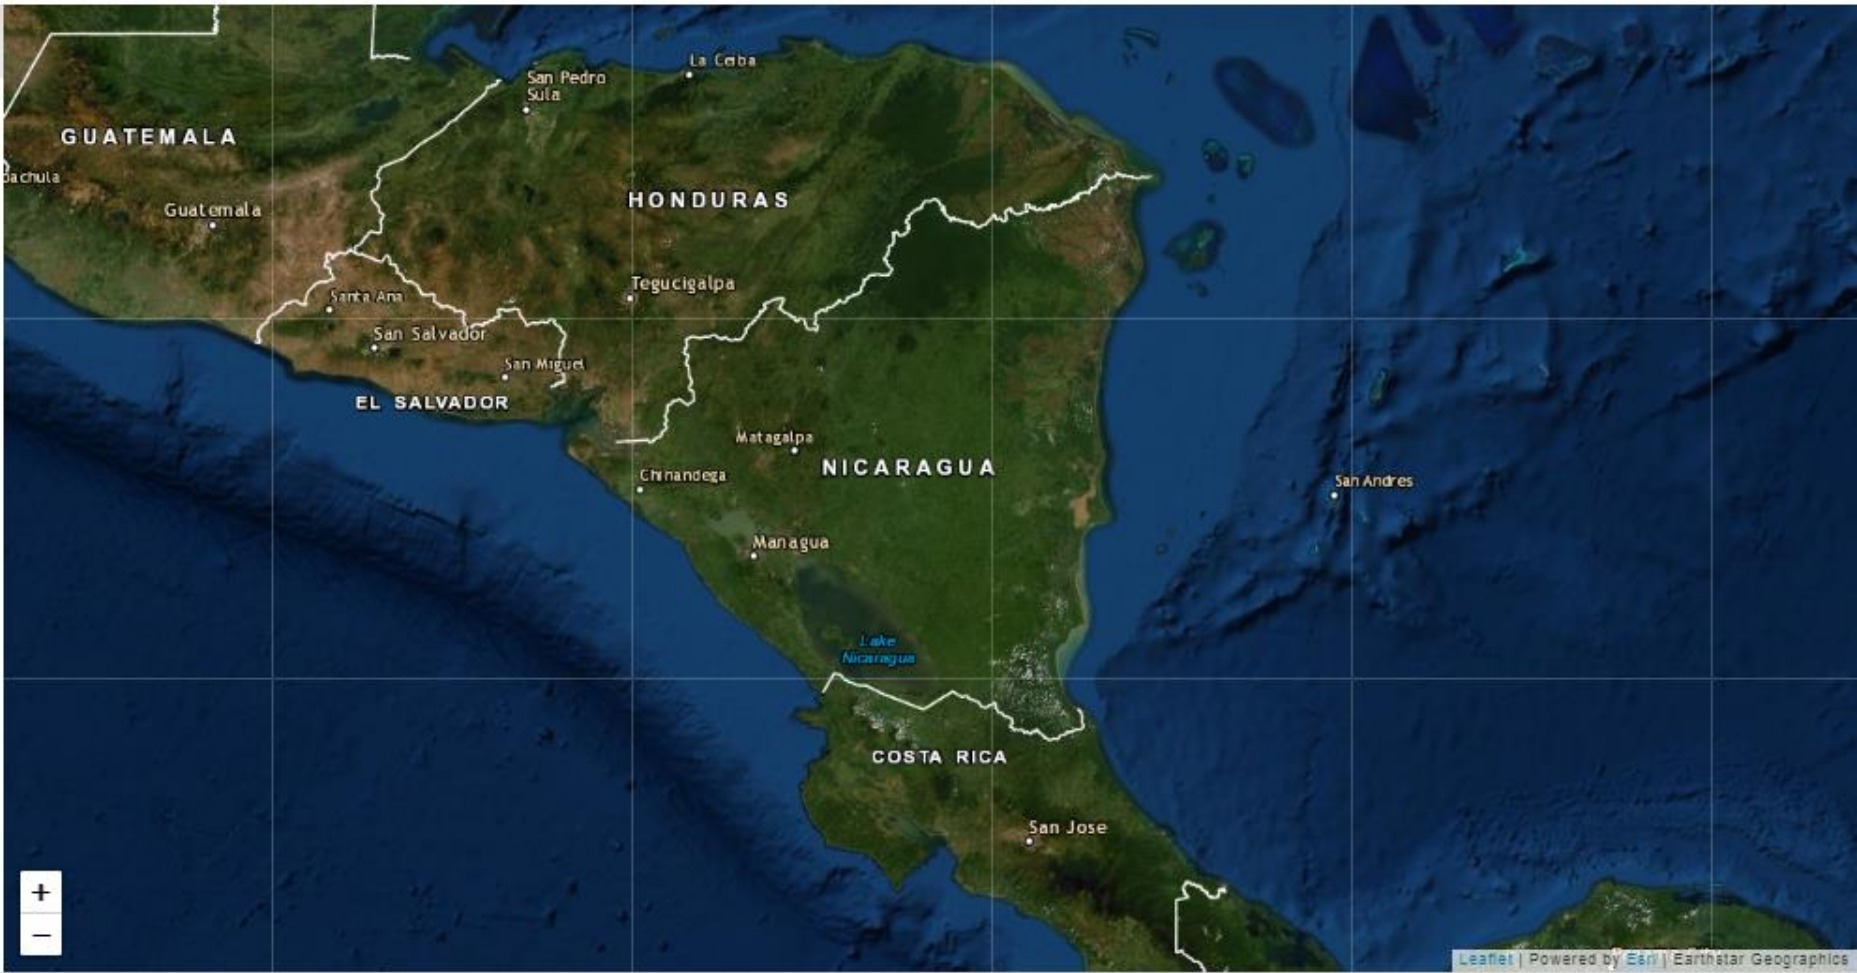 La Ceiba
San Pedro
Sula
GUATEMALA
pachula
HONDURAS
Guatemala
Tegucigalpa
Santa Ana
San Salvador
San Miguel
EL SALVADOR
Matagalpa
NICARAGUA
Chinandega
San Andres
Managua
Lake
Nicaragua
COSTA RICA
San Jose
+
−
Leaflet | Powered by Esri | Earthstar Geographics